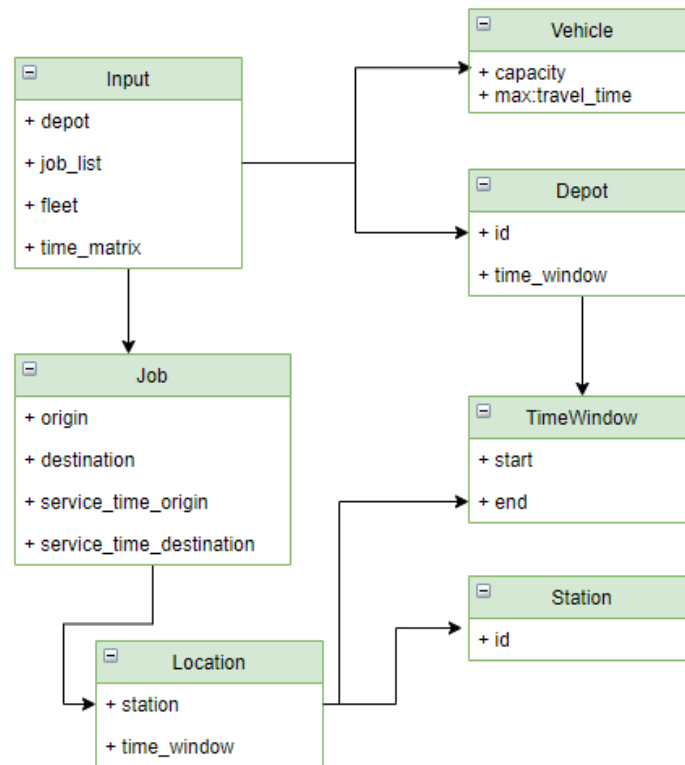 Input
+ depot
+ job_list
+ fleet
+ time_matrix
Vehicle
+ capacity
+ max:travel_time
Depot
+ id
+ time_window
Job
+ origin
+ destination
+ service_time_origin
+ service_time_destination
TimeWindow
+ start
+ end
Station
+ id
Location
+ station
+ time_window